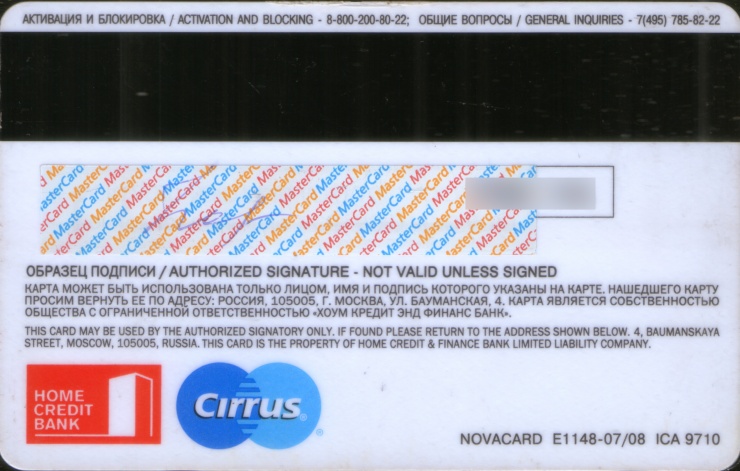 АКТИВАЦИЯ И БЛОКИРОВКА / ACTIVATION AND BLOCKING - 8-800-200-80-22; ОБЩИЕ ВОПРОСЫ / GENERAL INQUIRIES - 7(495) 785-82-22
MasterCard MasterCard MasterCard MasterCard
ОБРАЗЕЦ ПОДПИСИ / AUTHORIZED SIGNATURE - NOT VALID UNLESS SIGNED
КАРТА МОЖЕТ БЫТЬ ИСПОЛЬЗОВАНА ТОЛЬКО ЛИЦОМ, ИМЯ И ПОДПИСЬ КОТОРОГО УКАЗАНЫ НА КАРТЕ. НАШЕДШЕГО КАРТУ
ПРОСИМ ВЕРНУТЬ ЕЕ ПО АДРЕСУ: РОССИЯ, 105005, Г. МОСКВА, УЛ. БАУМАНСКАЯ, 4. КАРТА ЯВЛЯЕТСЯ СОБСТВЕННОСТЬЮ
ОБЩЕСТВА С ОГРАНИЧЕННОЙ ОТВЕТСТВЕННОСТЬЮ «ХОУМ КРЕДИТ ЭНД ФИНАНС БАНК».
THIS CARD MAY BE USED BY THE AUTHORIZED SIGNATORY ONLY. IF FOUND PLEASE RETURN TO THE ADDRESS SHOWN BELOW. 4, BAUMANSKAYA
STREET, MOSCOW, 105005, RUSSIA. THIS CARD IS THE PROPERTY OF HOME CREDIT & FINANCE BANK LIMITED LIABILITY COMPANY.
HOME
CREDIT
BANK
Cirrus
NOVACARD E1148-07/08 ICA 9710